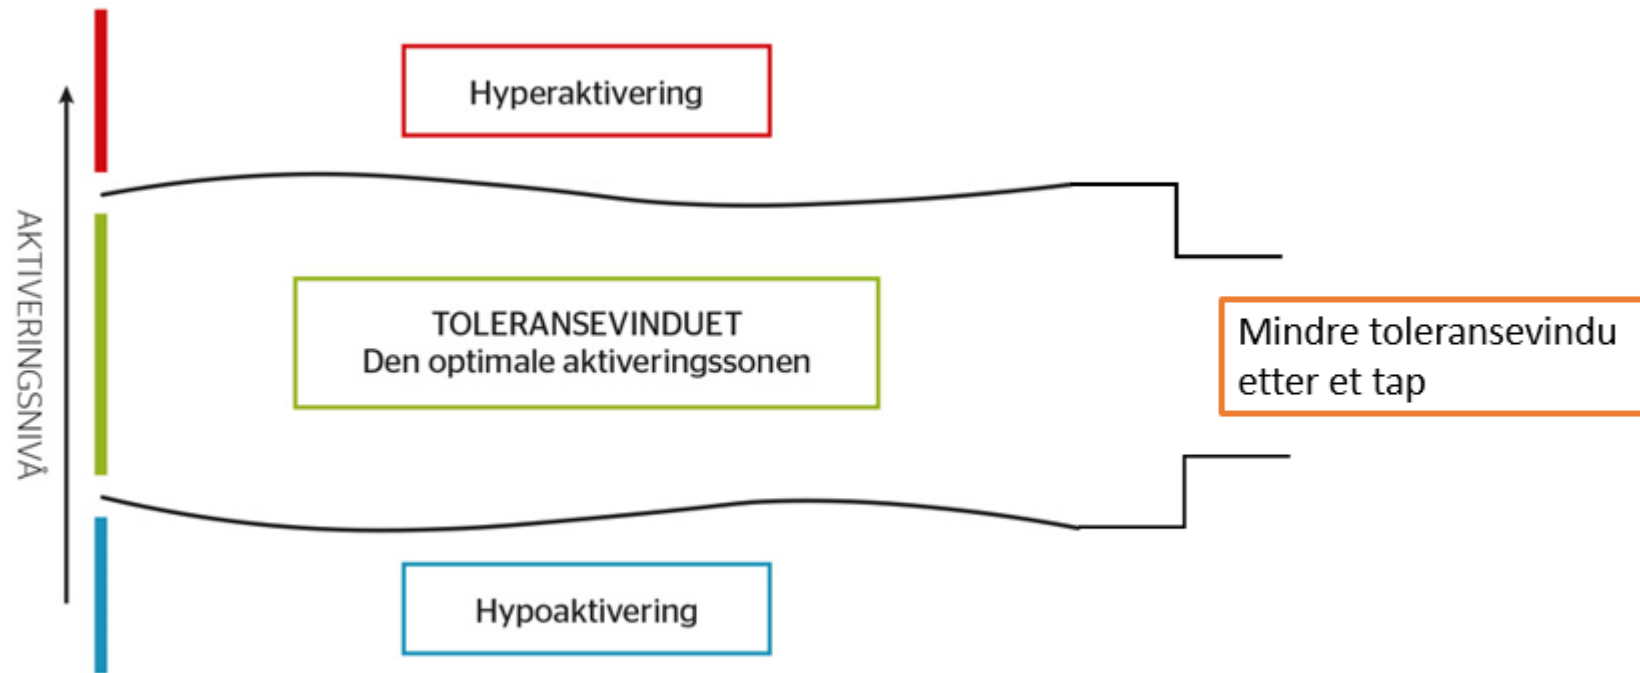 Hyperaktivering
AKTIVERINGSNIVÅ
TOLERANSEVINDUET
Den optimale aktiveringssonen
Mindre toleransevindu
etter et tap
Hypoaktivering